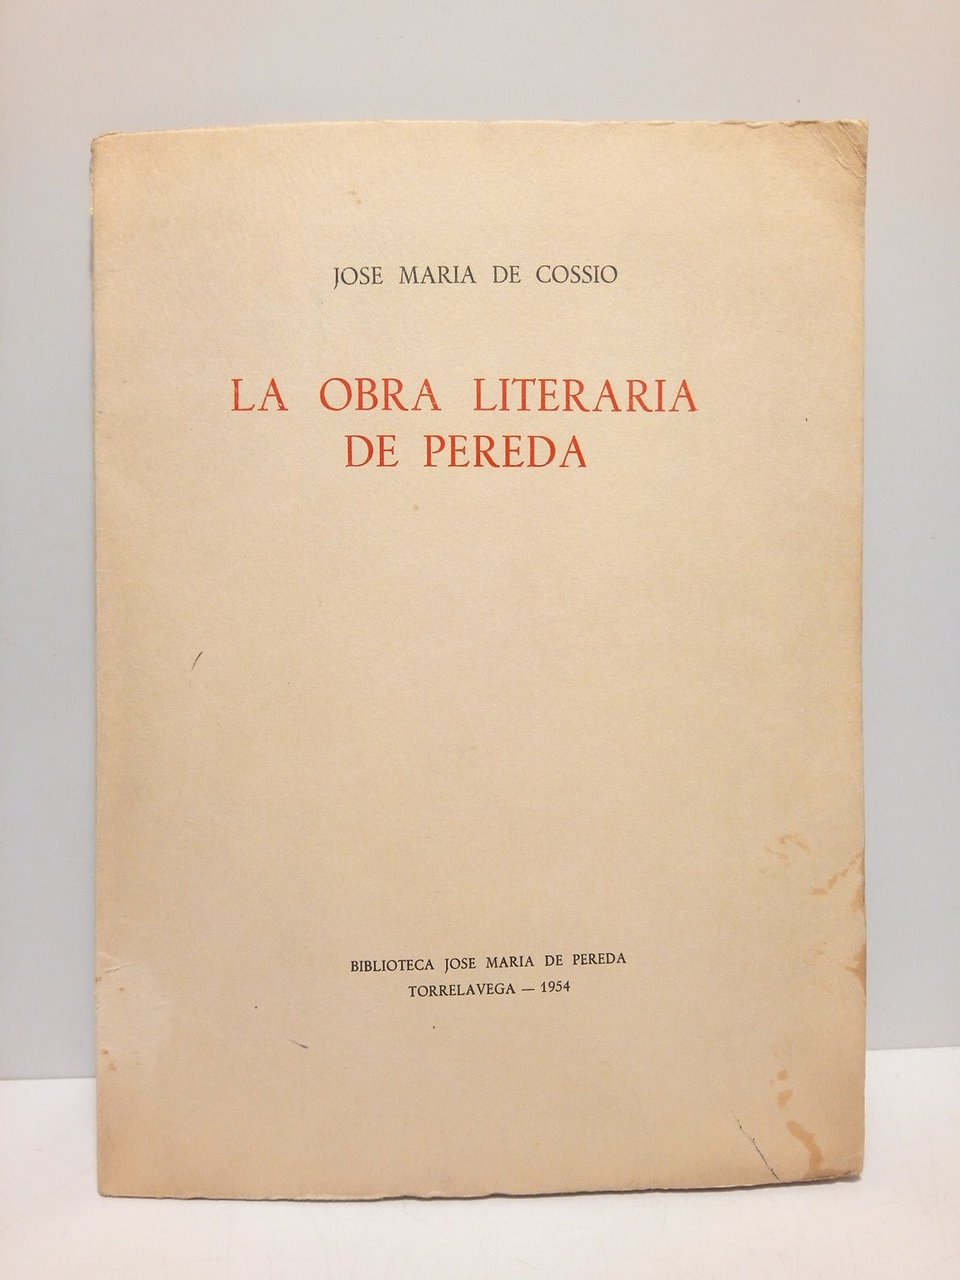 JOSE MARIA DE COSSIO
LA OBRA LITERARIA
DE PEREDA
BIBLIOTECA JOSE MARIA DE PEREDA
TORRELAVEGA — 1954